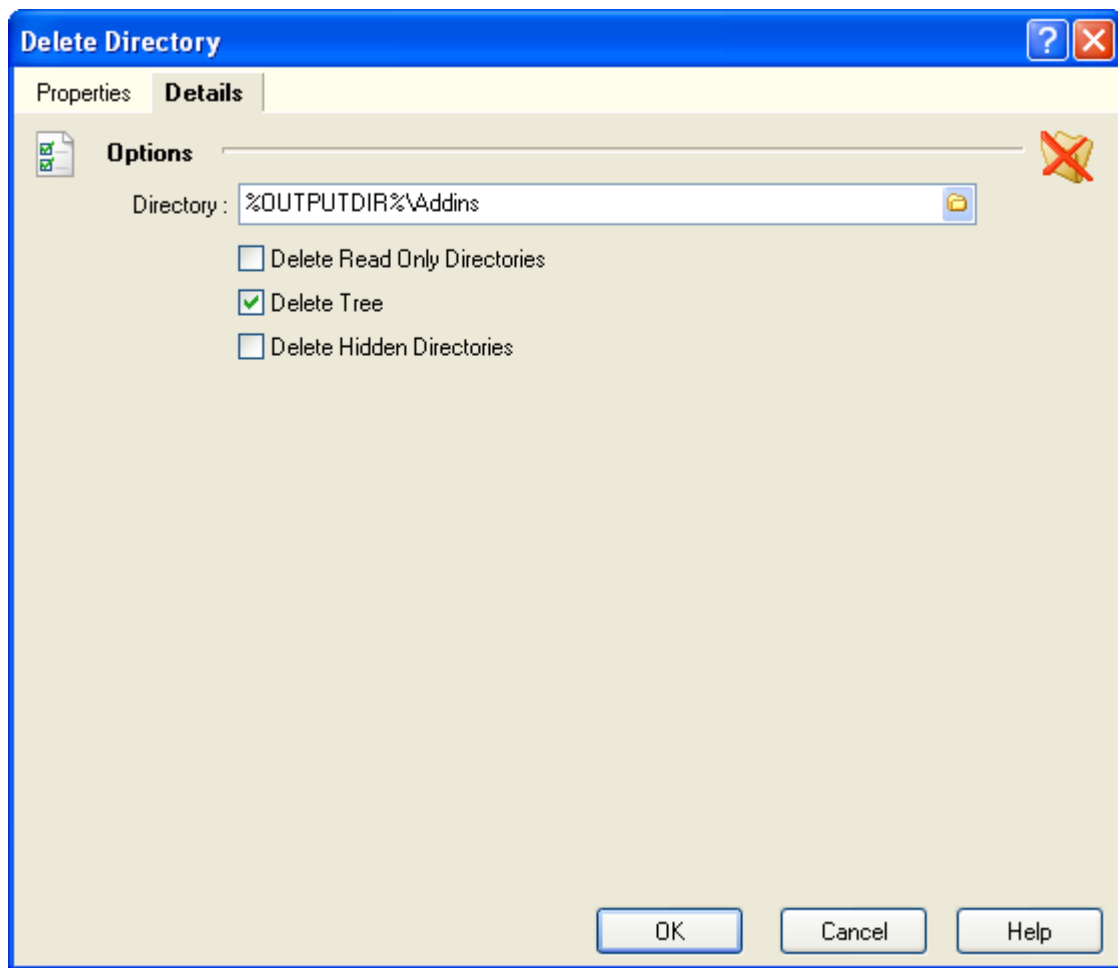 Delete Directory
Properties Details
Options
Directory : %OUTPUTDIR%\Addins
Delete Read Only Directories
Delete Tree
Delete Hidden Directories
OK Cancel Help